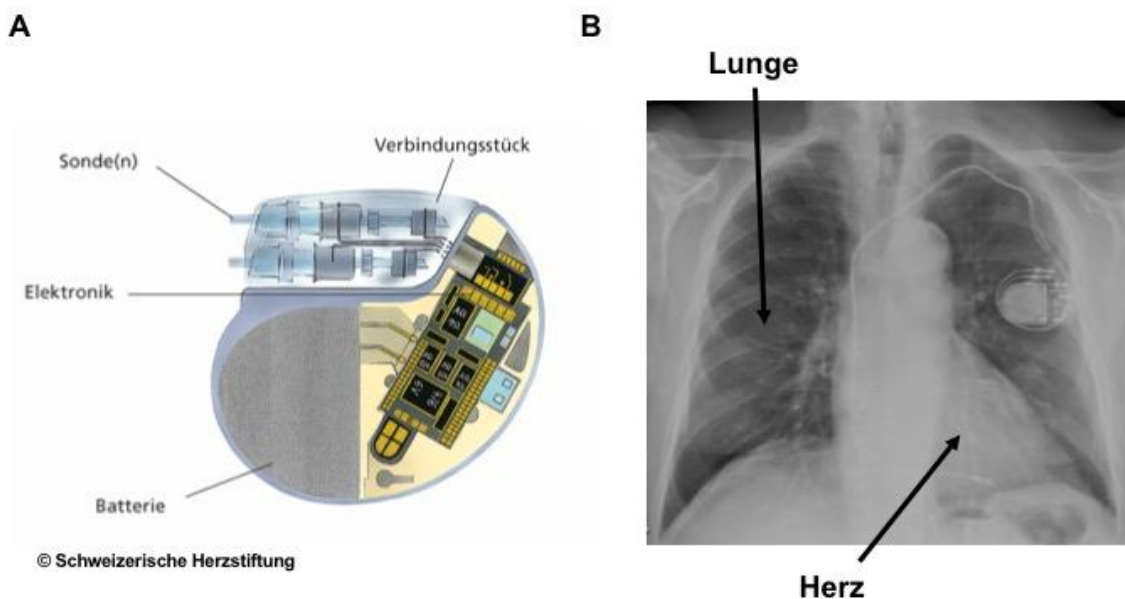 A
B
Lunge
Verbindungsstück
Sonde(n)
Elektronik
Batterie
© Schweizerische Herzstiftung
Herz